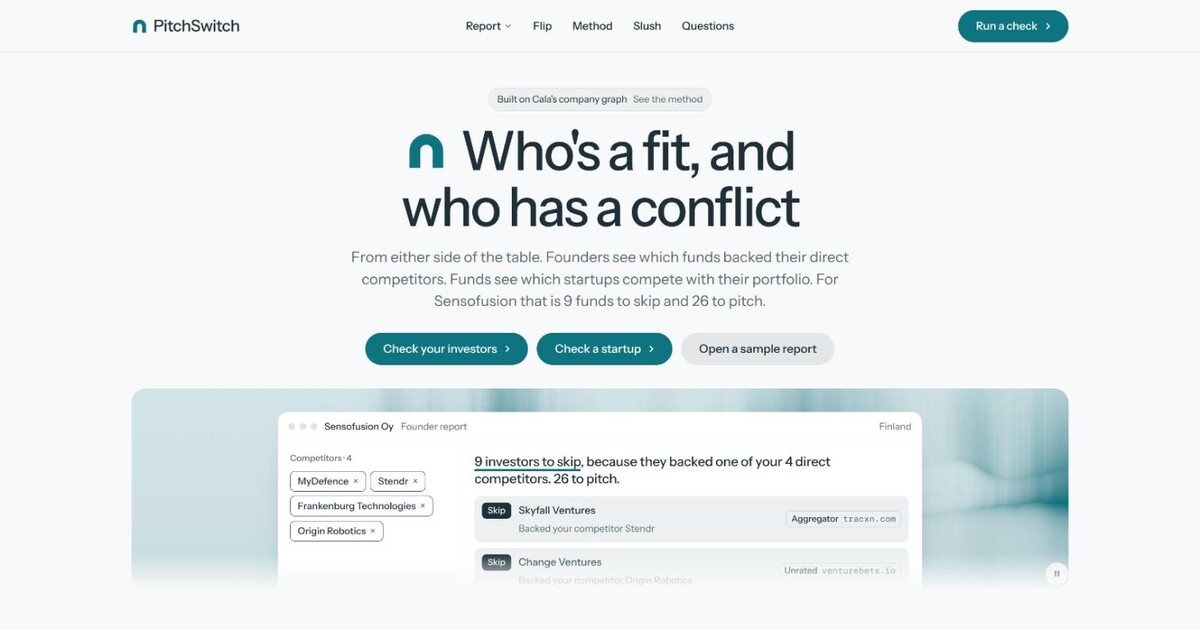 PitchSwitch
Report
Flip
Method
Slush
Questions
Run a check
Built on Cala's company graph See the method
Who's a fit, and
who has a conflict
From either side of the table. Founders see which funds backed their direct
competitors. Funds see which startups compete with their portfolio. For
Sensofusion that is 9 funds to skip and 26 to pitch.
Check your investors
Check a startup
Open a sample report
Sensofusion Oy Founder report
Finland
Competitors · 4
MyDefence ×
Stendr ×
Frankenburg Technologies ×
Origin Robotics ×
9 investors to skip, because they backed one of your 4 direct
competitors. 26 to pitch.
Skip Skyfall Ventures
Backed your competitor Stendr
Aggregator tracxn.com
Skip Change Ventures
Backed your competitor Origin Robotics
Unrated venturebets.io